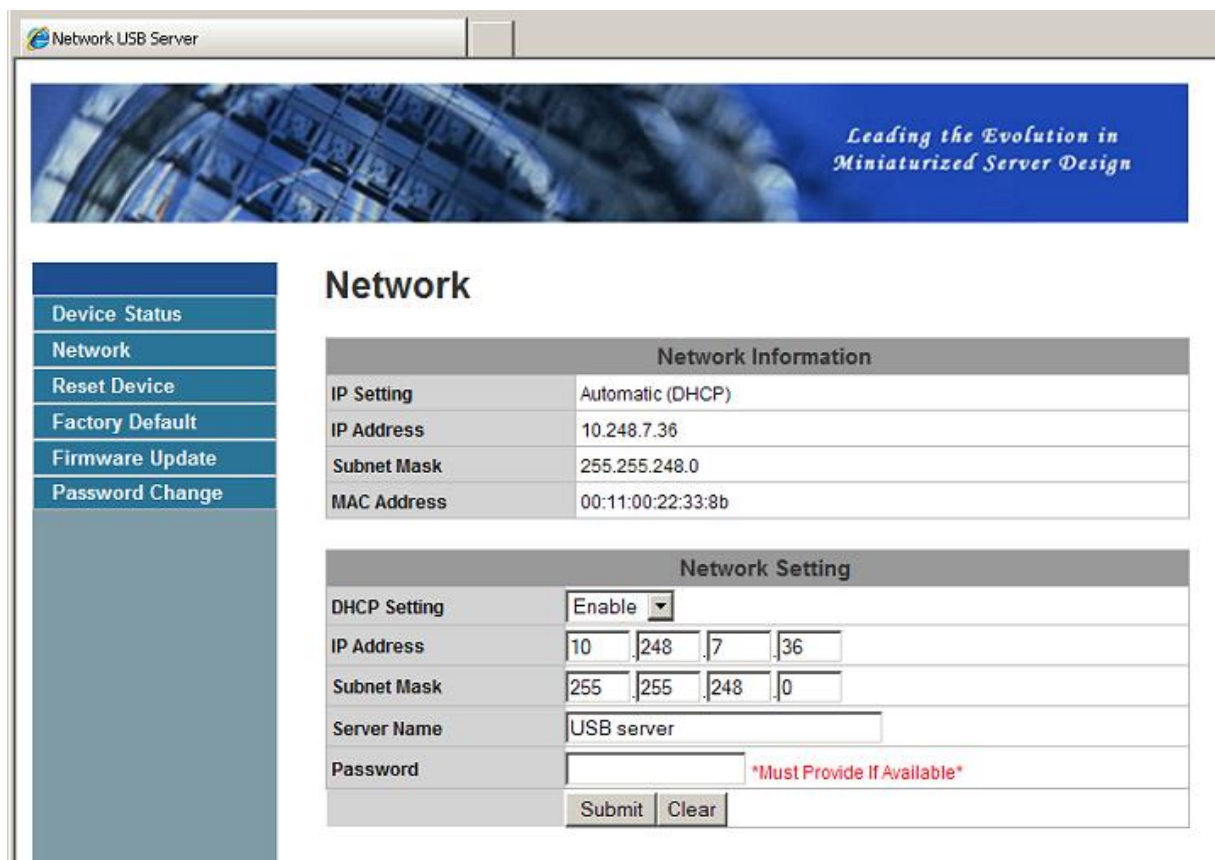 Network USB Server
Leading the Evolution in
Miniaturized Server Design
Device Status
Network
Reset Device
Factory Default
Firmware Update
Password Change
Network
Network Information
IP Setting Automatic (DHCP)
IP Address 10.248.7.36
Subnet Mask 255.255.248.0
MAC Address 00:11:00:22:33:8b
Network Setting
DHCP Setting Enable
IP Address 10 .248 .7 .36
Subnet Mask 255 .255 .248 .0
Server Name USB server
Password *Must Provide If Available*
Submit Clear